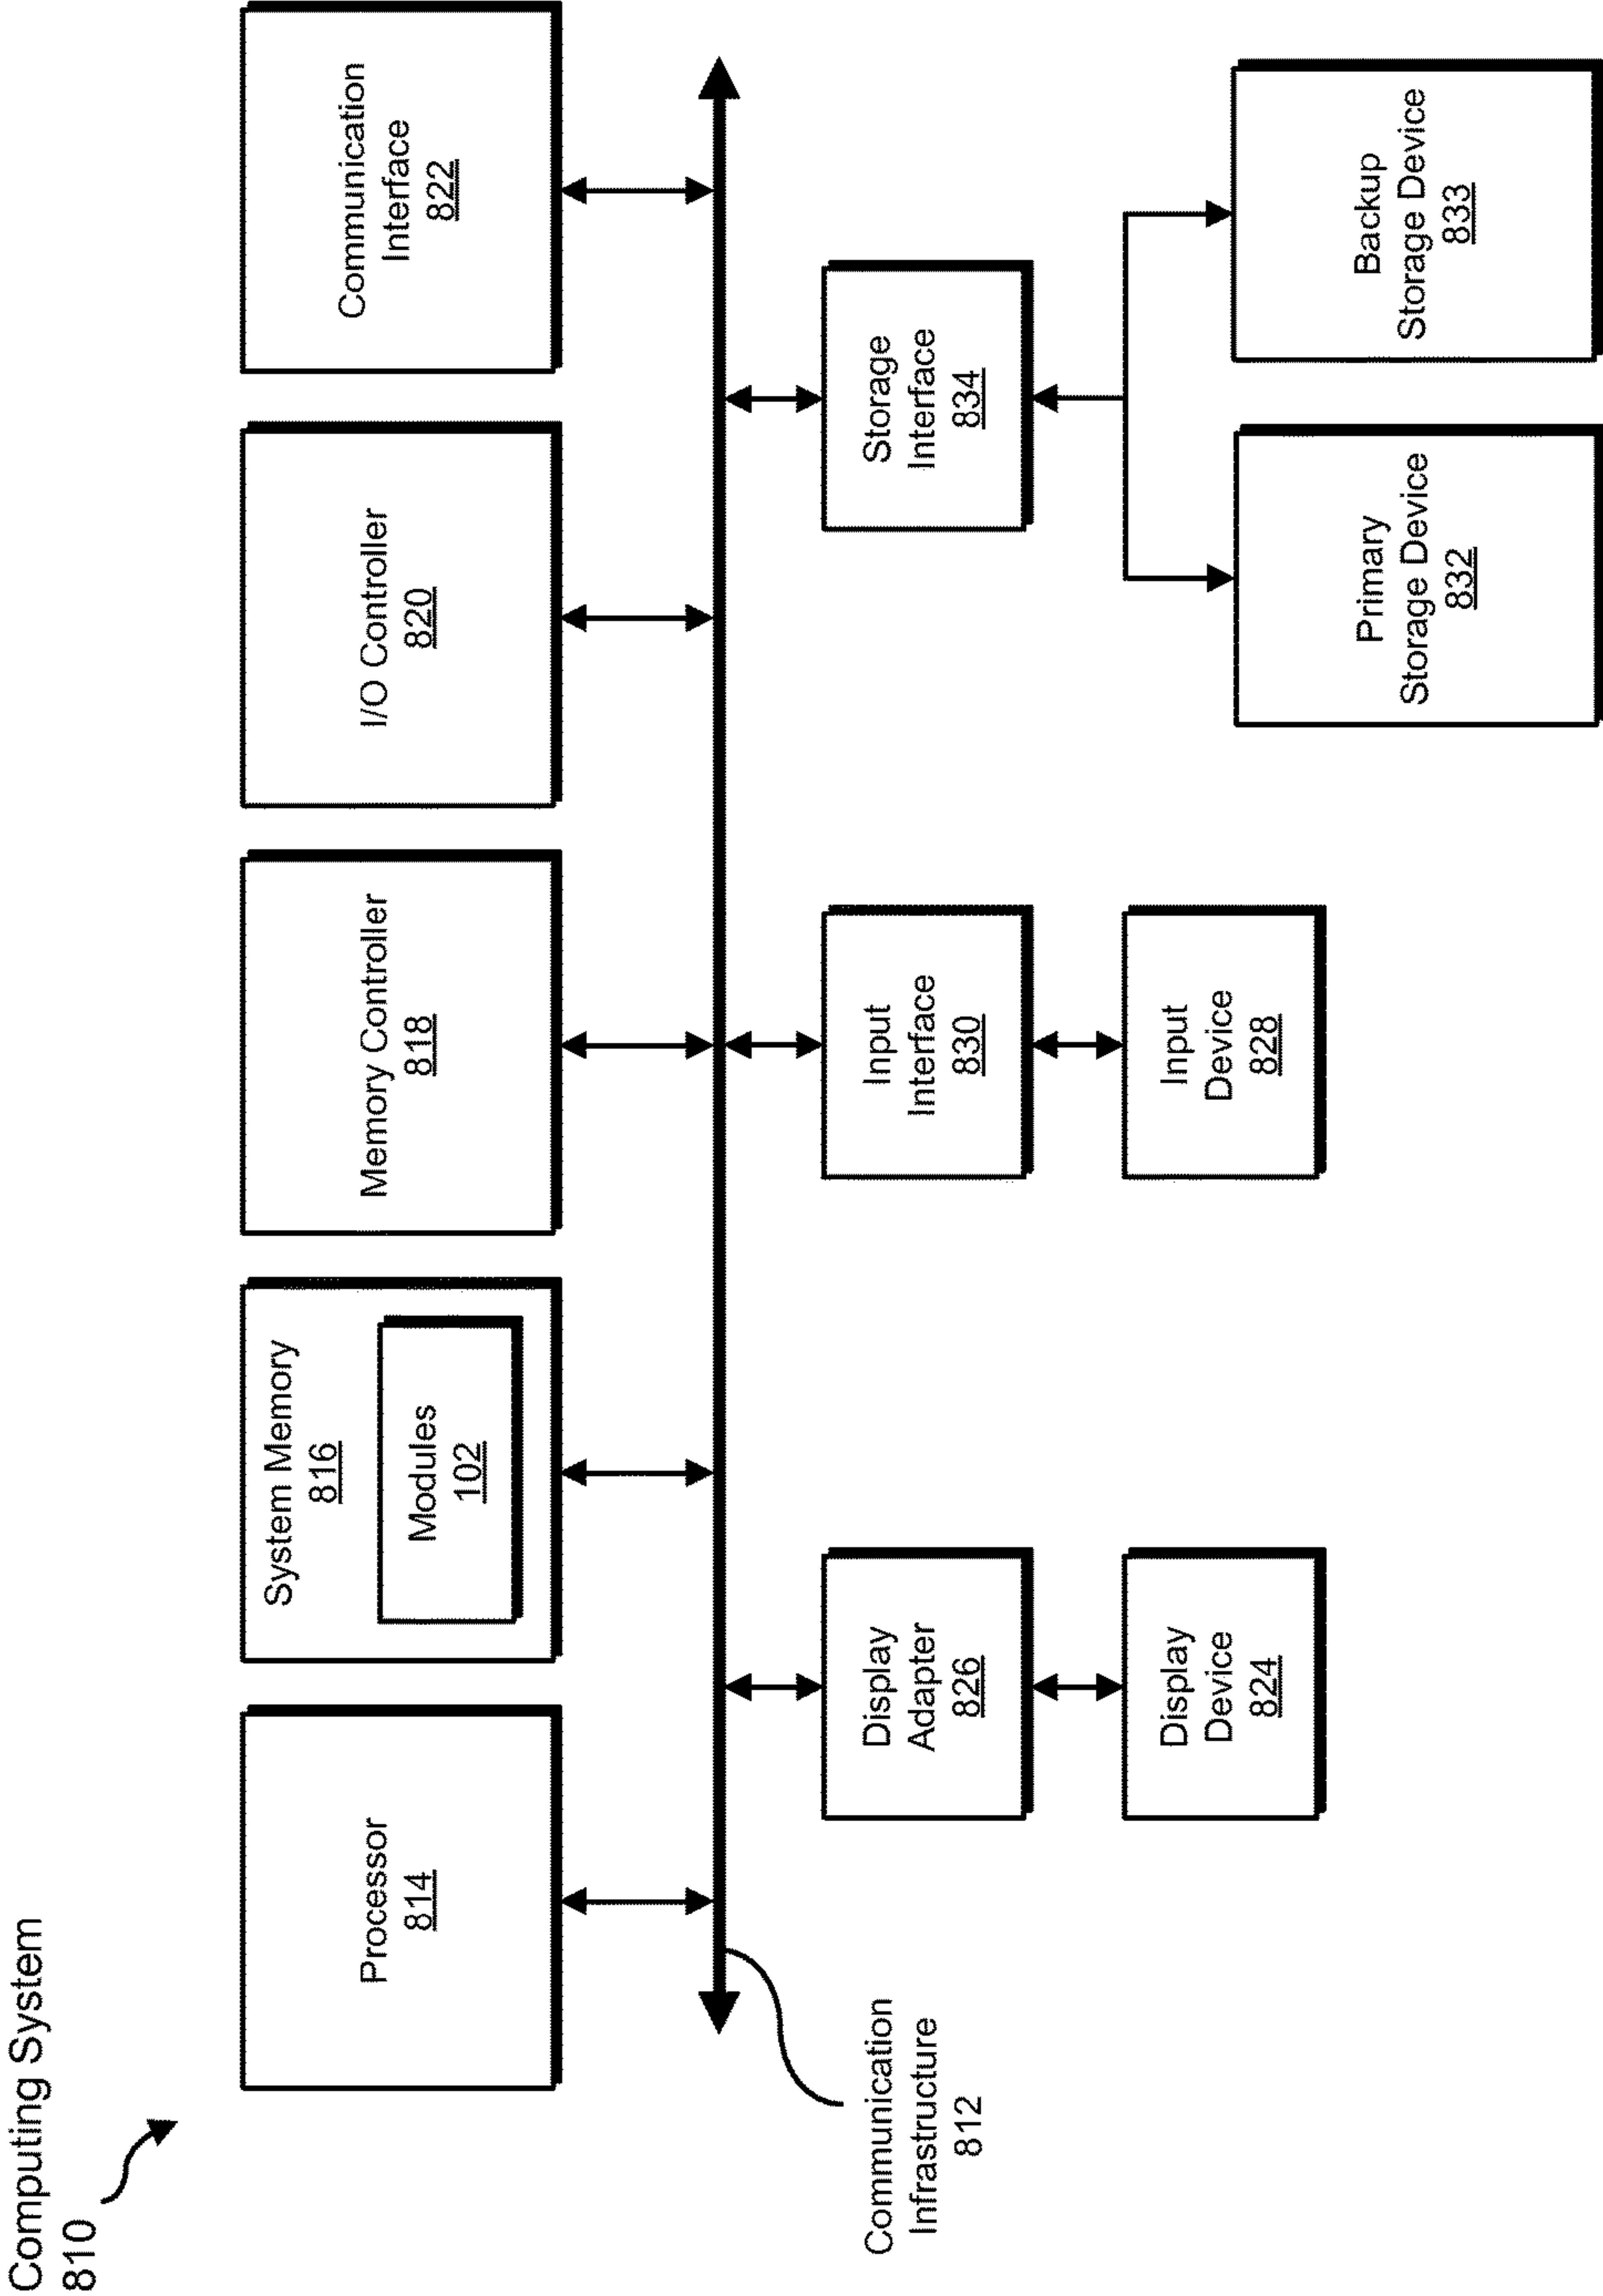 Computing System
810
Processor
814
System Memory
816
Modules
102
Memory Controller
818
I/O Controller
820
Communication
Interface
822
Communication
Infrastructure
812
Display
Adapter
826
Input
Interface
830
Storage
Interface
834
Display
Device
824
Input
Device
828
Primary
Storage Device
832
Backup
Storage Device
833